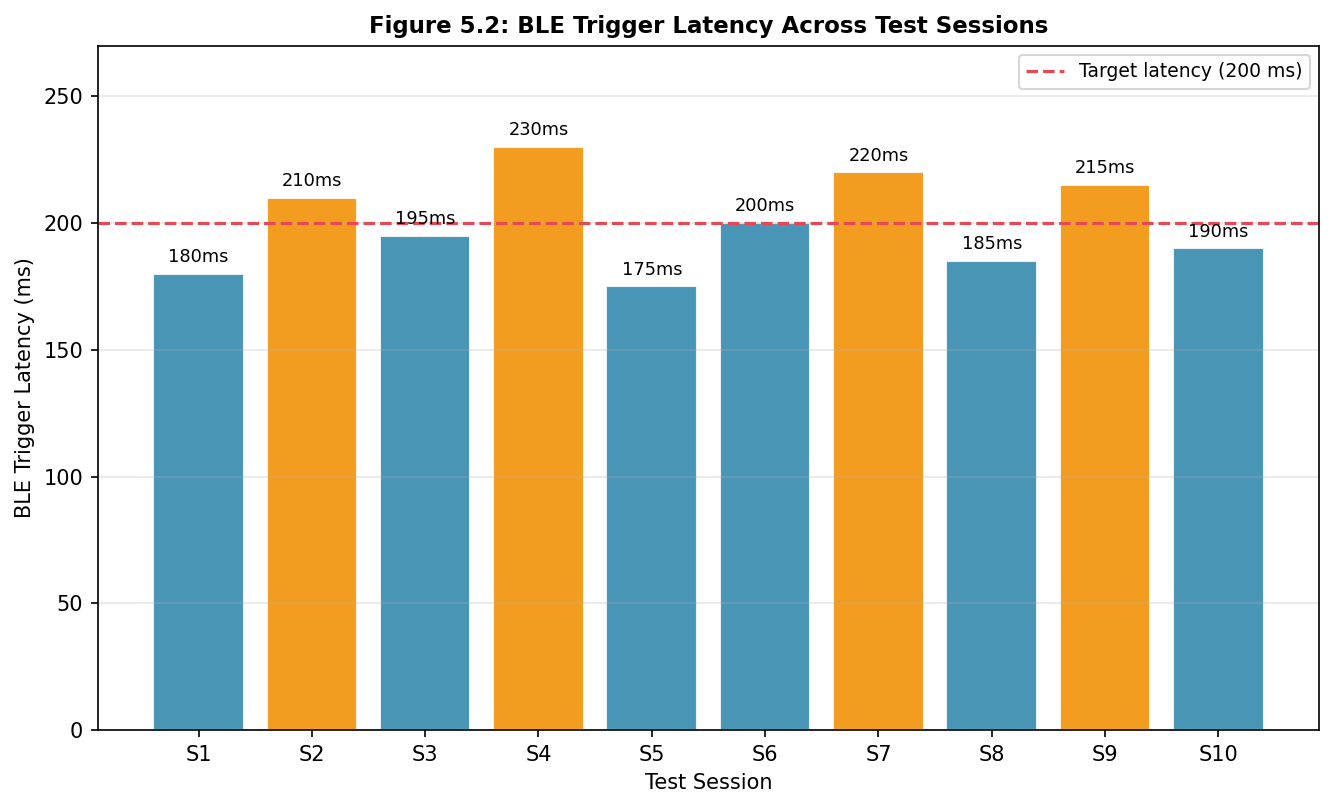 Figure 5.2: BLE Trigger Latency Across Test Sessions
Target latency (200 ms)
BLE Trigger Latency (ms)
250
200
150
100
50
0
180ms
210ms
195ms
230ms
175ms
200ms
220ms
185ms
215ms
190ms
S1 S2 S3 S4 S5 S6 S7 S8 S9 S10
Test Session